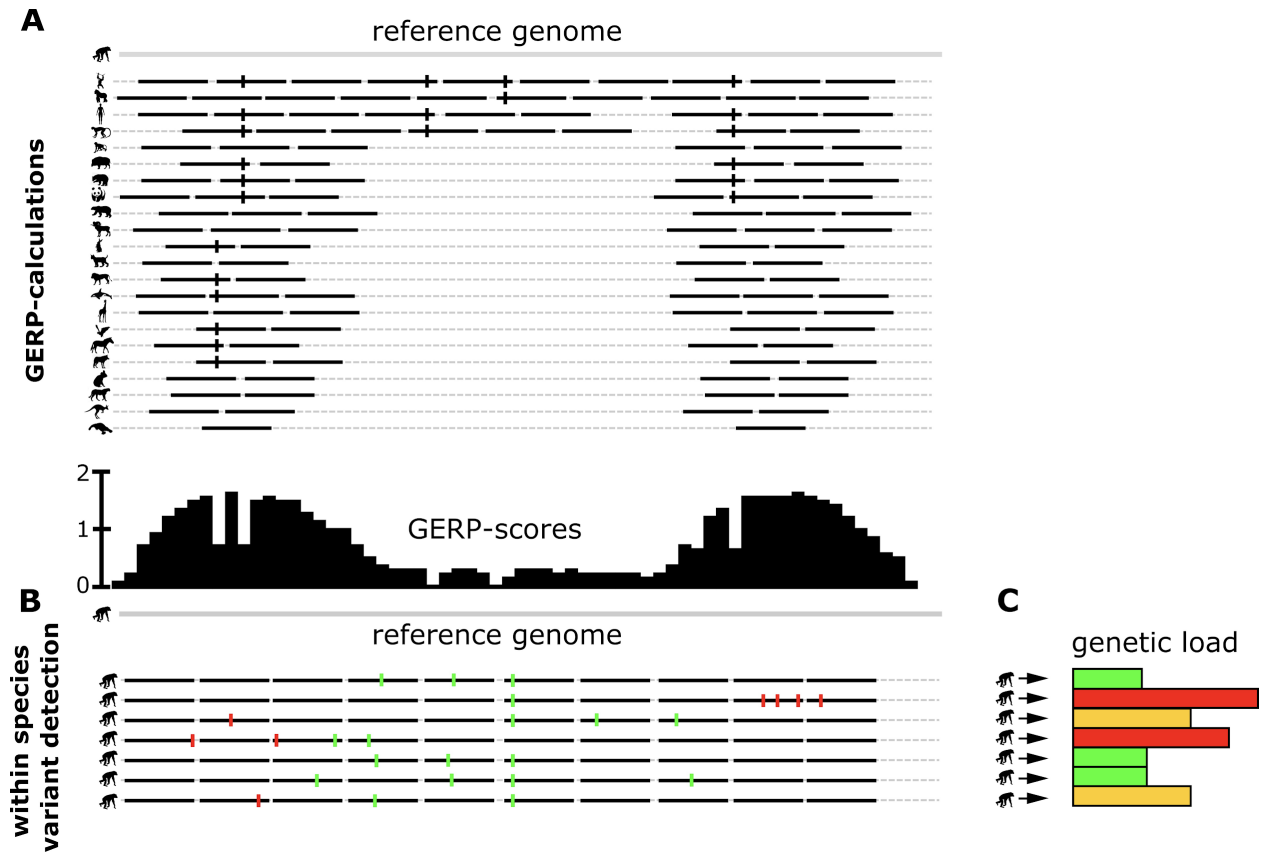 A
reference genome
GERP-calculations
2
1
0
GERP-scores
B
reference genome
within species
variant detection
C
genetic load